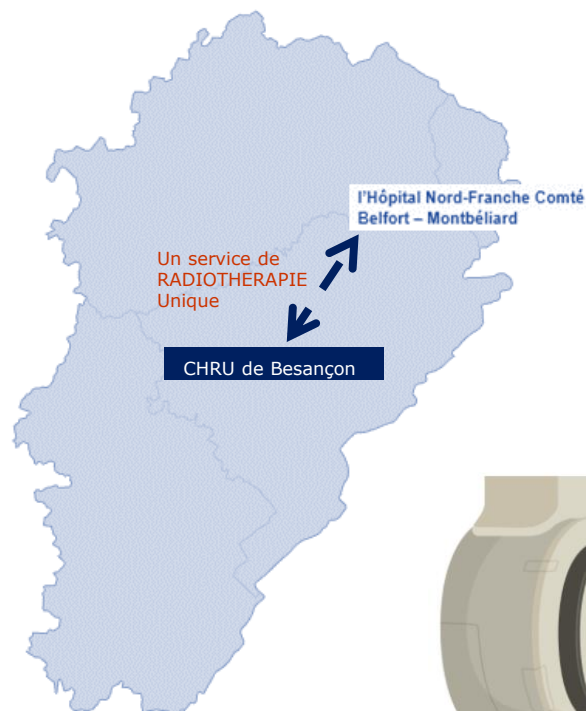 l'Hôpital Nord-Franche Comté
Belfort – Montbéliard
Un service de
RADIOTHERAPIE
Unique
CHRU de Besançon